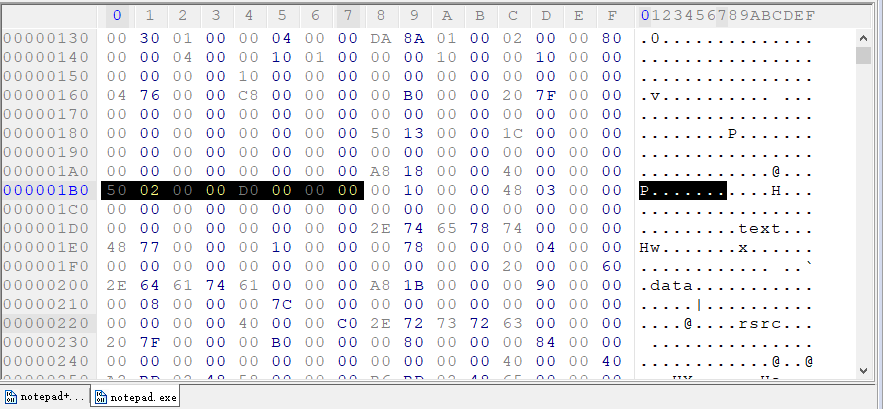 0 1 2 3 4 5 6 7 8 9 A B C D E F 0123456789ABCDEF
00000130 00 30 01 00 00 04 00 00 DA 8A 01 00 02 00 00 80 .0..............
00000140 00 00 04 00 00 10 01 00 00 00 10 00 00 10 00 00 ................
00000150 00 00 00 00 10 00 00 00 00 00 00 00 00 00 00 00 ................
00000160 04 76 00 00 C8 00 00 00 00 B0 00 00 20 7F 00 00 .v.......... ...
00000170 00 00 00 00 00 00 00 00 00 00 00 00 00 00 00 00 ................
00000180 00 00 00 00 00 00 00 00 50 13 00 00 1C 00 00 00 ........P.......
00000190 00 00 00 00 00 00 00 00 00 00 00 00 00 00 00 00 ................
000001A0 00 00 00 00 00 00 00 00 A8 18 00 00 40 00 00 00 ............@...
000001B0 50 02 00 00 D0 00 00 00 00 10 00 00 48 03 00 00 P...........H...
000001C0 00 00 00 00 00 00 00 00 00 00 00 00 00 00 00 00 ................
000001D0 00 00 00 00 00 00 00 00 2E 74 65 78 74 00 00 00 .........text...
000001E0 48 77 00 00 00 10 00 00 00 78 00 00 00 04 00 00 Hw.......x......
000001F0 00 00 00 00 00 00 00 00 00 00 00 00 20 00 00 60 ............ ..`
00000200 2E 64 61 74 61 00 00 00 A8 1B 00 00 00 90 00 00 .data...........
00000210 00 08 00 00 00 7C 00 00 00 00 00 00 00 00 00 00 .....|..........
00000220 00 00 00 00 40 00 00 C0 2E 72 73 72 63 00 00 00 ....@....rsrc...
00000230 20 7F 00 00 00 B0 00 00 00 80 00 00 00 84 00 00  ...............
00000240 00 00 00 00 00 00 00 00 00 00 00 00 40 00 00 40 ............@..@
notepad+... notepad.exe